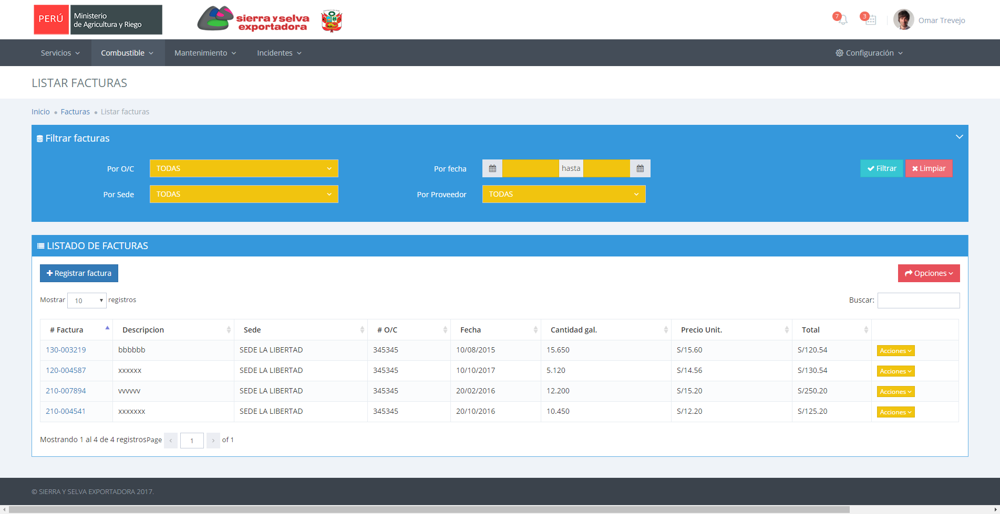 PERÚ
Ministerio
de Agricultura y Riego
sierra y selva
exportadora
7
3
Omar Trevejo
Servicios
Combustible
Mantenimiento
Incidentes
Configuración
LISTAR FACTURAS
Inicio
Facturas
Listar facturas
Filtrar facturas
Por O/C
TODAS
Por fecha
hasta
Filtrar
Limpiar
Por Sede
TODAS
Por Proveedor
TODAS
LISTADO DE FACTURAS
Registrar factura
Opciones
Mostrar 10 registros
Buscar:
# Factura Descripcion Sede # O/C Fecha Cantidad gal. Precio Unit. Total
130-003219 bbbbbb SEDE LA LIBERTAD 345345 10/08/2015 15.650 S/15.60 S/120.54 Acciones
120-004587 xxxxxx SEDE LA LIBERTAD 345345 10/10/2017 5.120 S/14.56 S/130.54 Acciones
210-007894 vvvvvv SEDE LA LIBERTAD 345345 20/02/2016 12.200 S/15.20 S/250.20 Acciones
210-004541 xxxxxxx SEDE LA LIBERTAD 345345 20/10/2016 10.450 S/12.20 S/125.20 Acciones
Mostrando 1 al 4 de 4 registrosPage 1 of 1
© SIERRA Y SELVA EXPORTADORA 2017.